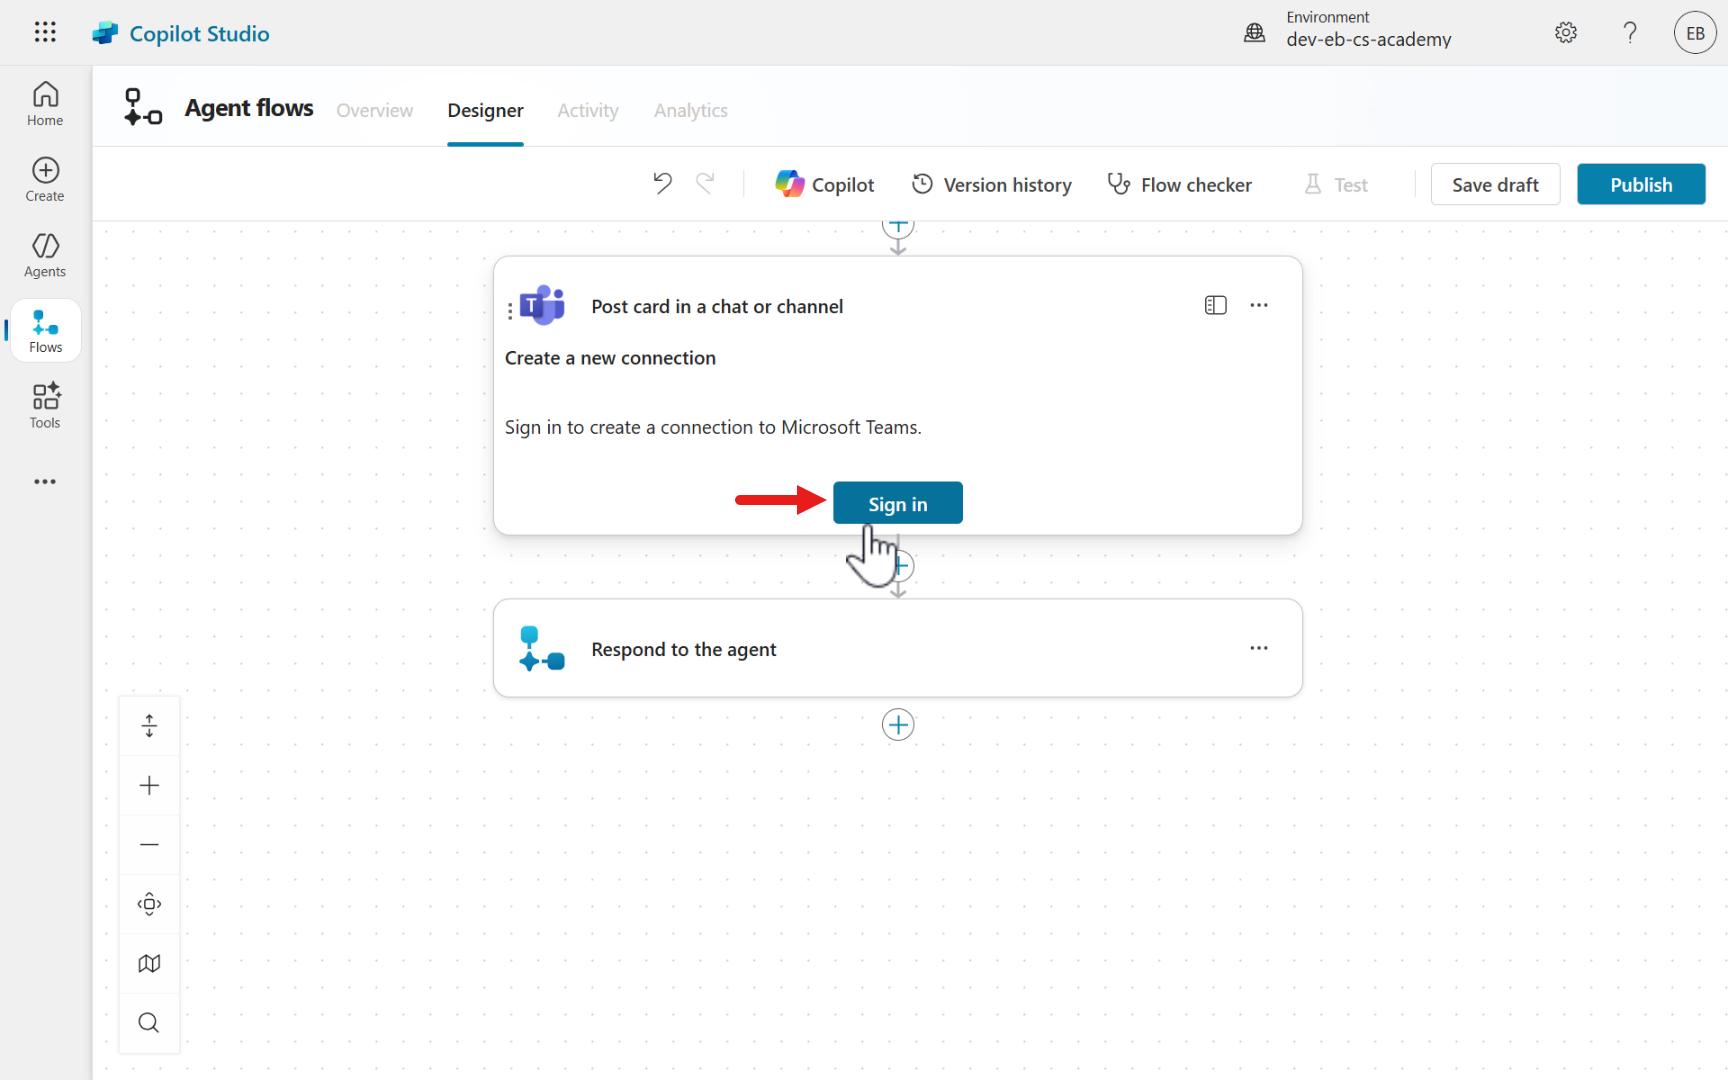 Copilot Studio
Environment
dev-eb-cs-academy
?
EB
Home
Create
Agents
Flows
Tools
Agent flows
Overview
Designer
Activity
Analytics
Copilot
Version history
Flow checker
Test
Save draft
Publish
T
Post card in a chat or channel
Create a new connection
Sign in to create a connection to Microsoft Teams.
Sign in
Respond to the agent